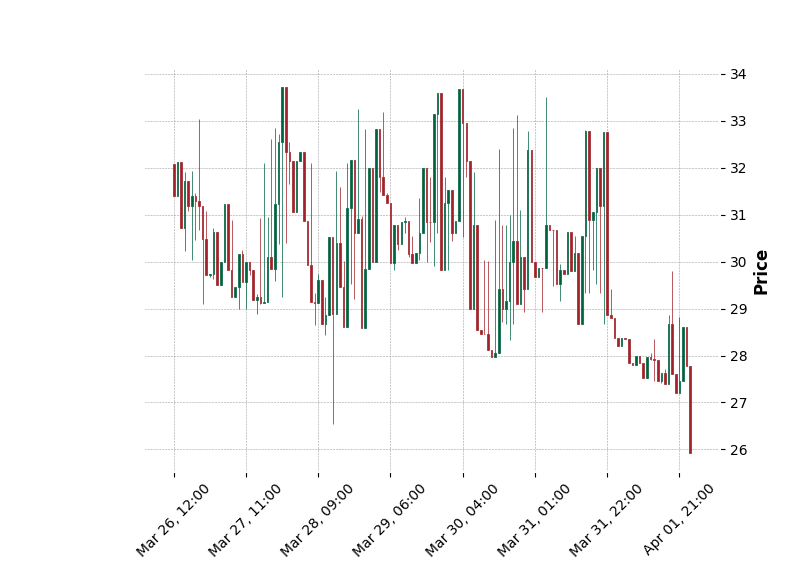 34
33
32
31
30
29
28
27
26
Price
Mar 26, 12:00
Mar 27, 11:00
Mar 28, 09:00
Mar 29, 06:00
Mar 30, 04:00
Mar 31, 01:00
Mar 31, 22:00
Apr 01, 21:00